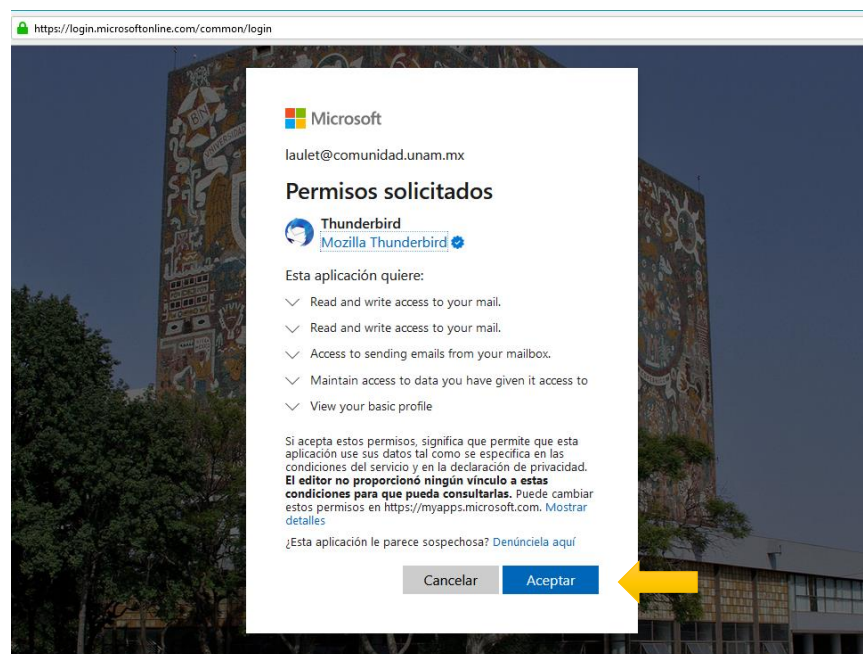 https://login.microsoftonline.com/common/login
Microsoft
laulet@comunidad.unam.mx
Permisos solicitados
Thunderbird
Mozilla Thunderbird
Esta aplicación quiere:
Read and write access to your mail.
Read and write access to your mail.
Access to sending emails from your mailbox.
Maintain access to data you have given it access to
View your basic profile
Si acepta estos permisos, significa que permite que esta
aplicación use sus datos tal como se especifica en las
condiciones del servicio y en la declaración de privacidad.
El editor no proporcionó ningún vínculo a estas
condiciones para que pueda consultarlas. Puede cambiar
estos permisos en https://myapps.microsoft.com. Mostrar
detalles
¿Esta aplicación le parece sospechosa? Denúnciela aquí
Cancelar Aceptar